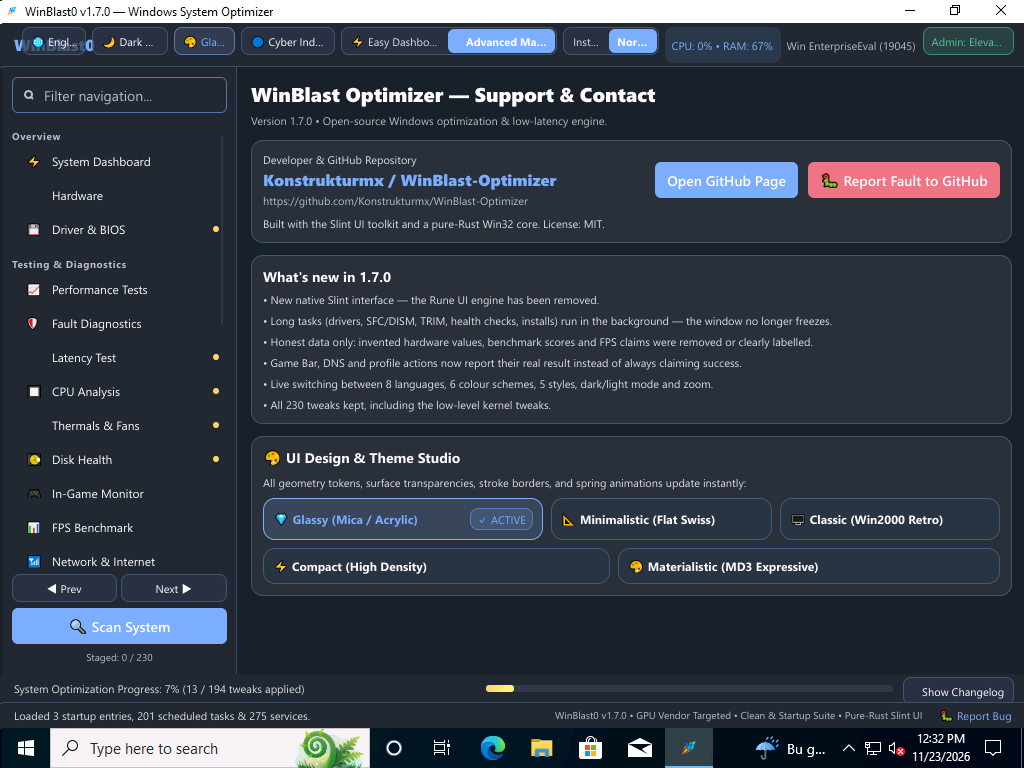 WinBlast0 v1.7.0 — Windows System Optimizer
Engl...
Dark ...
Gla...
Cyber Ind...
Easy Dashbo...
Advanced Ma...
Inst...
Nor...
CPU: 0% • RAM: 67%
Win EnterpriseEval (19045)
Admin: Eleva...
Filter navigation...
Overview
System Dashboard
Hardware
Driver & BIOS
Testing & Diagnostics
Performance Tests
Fault Diagnostics
Latency Test
CPU Analysis
Thermals & Fans
Disk Health
In-Game Monitor
FPS Benchmark
Network & Internet
◀ Prev
Next ▶
Scan System
Staged: 0 / 230
WinBlast Optimizer — Support & Contact
Version 1.7.0 • Open-source Windows optimization & low-latency engine.
Developer & GitHub Repository
Konstrukturmx / WinBlast-Optimizer
https://github.com/Konstrukturmx/WinBlast-Optimizer
Built with the Slint UI toolkit and a pure-Rust Win32 core. License: MIT.
Open GitHub Page
Report Fault to GitHub
What's new in 1.7.0
• New native Slint interface — the Rune UI engine has been removed.
• Long tasks (drivers, SFC/DISM, TRIM, health checks, installs) run in the background — the window no longer freezes.
• Honest data only: invented hardware values, benchmark scores and FPS claims were removed or clearly labelled.
• Game Bar, DNS and profile actions now report their real result instead of always claiming success.
• Live switching between 8 languages, 6 colour schemes, 5 styles, dark/light mode and zoom.
• All 230 tweaks kept, including the low-level kernel tweaks.
UI Design & Theme Studio
All geometry tokens, surface transparencies, stroke borders, and spring animations update instantly:
Glassy (Mica / Acrylic)
✓ ACTIVE
Minimalistic (Flat Swiss)
Classic (Win2000 Retro)
Compact (High Density)
Materialistic (MD3 Expressive)
System Optimization Progress: 7% (13 / 194 tweaks applied)
Show Changelog
Loaded 3 startup entries, 201 scheduled tasks & 275 services.
WinBlast0 v1.7.0 • GPU Vendor Targeted • Clean & Startup Suite • Pure-Rust Slint UI
Report Bug
Type here to search
Bu g...
12:32 PM
11/23/2026